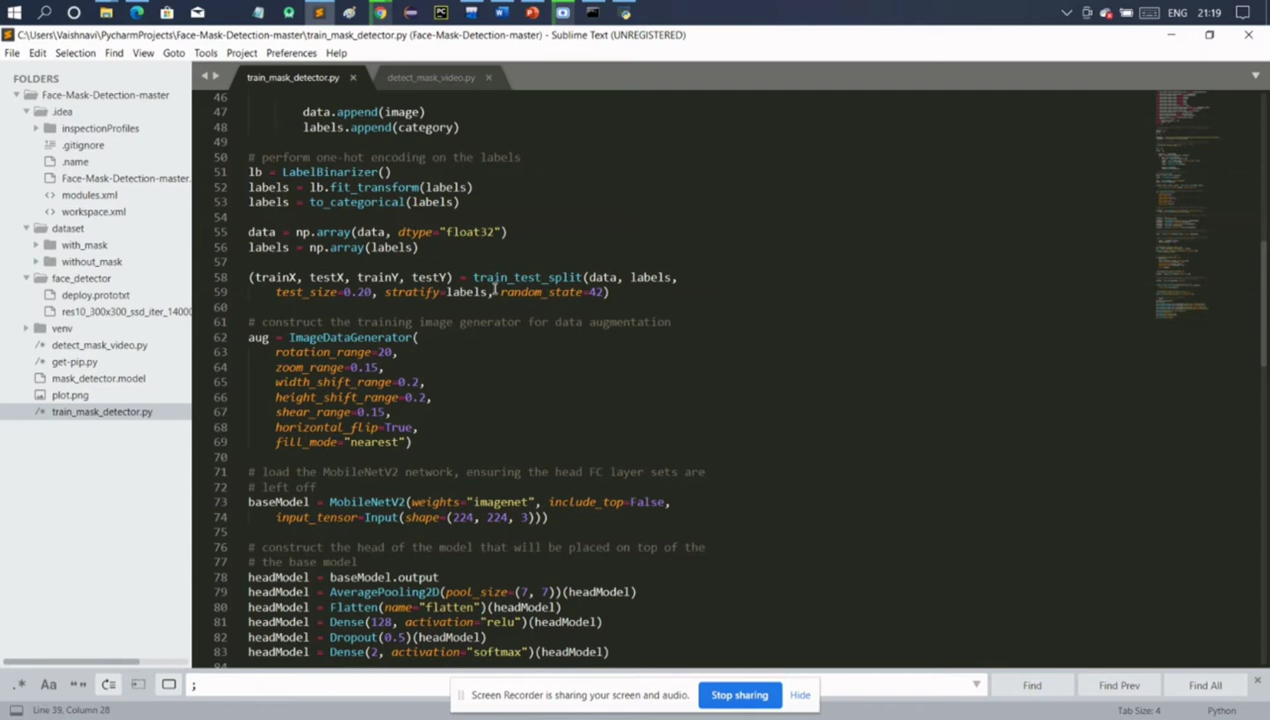 ENG 21:19
C:\Users\Vaishnavi\PycharmProjects\Face-Mask-Detection-master\train_mask_detector.py (Face-Mask-Detection-master) - Sublime Text (UNREGISTERED)
File Edit Selection Find View Goto Tools Project Preferences Help
FOLDERS
Face-Mask-Detection-master
.idea
inspectionProfiles
.gitignore
.name
Face-Mask-Detection-master.
modules.xml
workspace.xml
dataset
with_mask
without_mask
face_detector
deploy.prototxt
res10_300x300_ssd_iter_14000
venv
detect_mask_video.py
get-pip.py
mask_detector.model
plot.png
train_mask_detector.py
train_mask_detector.py detect_mask_video.py
46
47 data.append(image)
48 labels.append(category)
49
50 # perform one-hot encoding on the labels
51 lb = LabelBinarizer()
52 labels = lb.fit_transform(labels)
53 labels = to_categorical(labels)
54
55 data = np.array(data, dtype="float32")
56 labels = np.array(labels)
57
58 (trainX, testX, trainY, testY) = train_test_split(data, labels,
59 test_size=0.20, stratify=labels, random_state=42)
60
61 # construct the training image generator for data augmentation
62 aug = ImageDataGenerator(
63 rotation_range=20,
64 zoom_range=0.15,
65 width_shift_range=0.2,
66 height_shift_range=0.2,
67 shear_range=0.15,
68 horizontal_flip=True,
69 fill_mode="nearest")
70
71 # load the MobileNetV2 network, ensuring the head FC layer sets are
72 # left off
73 baseModel = MobileNetV2(weights="imagenet", include_top=False,
74 input_tensor=Input(shape=(224, 224, 3)))
75
76 # construct the head of the model that will be placed on top of the
77 # the base model
78 headModel = baseModel.output
79 headModel = AveragePooling2D(pool_size=(7, 7))(headModel)
80 headModel = Flatten(name="flatten")(headModel)
81 headModel = Dense(128, activation="relu")(headModel)
82 headModel = Dropout(0.5)(headModel)
83 headModel = Dense(2, activation="softmax")(headModel)
84
.* Aa “” ; Find Find Prev Find All
Screen Recorder is sharing your screen and audio. Stop sharing Hide
Line 39, Column 28 Tab Size: 4 Python